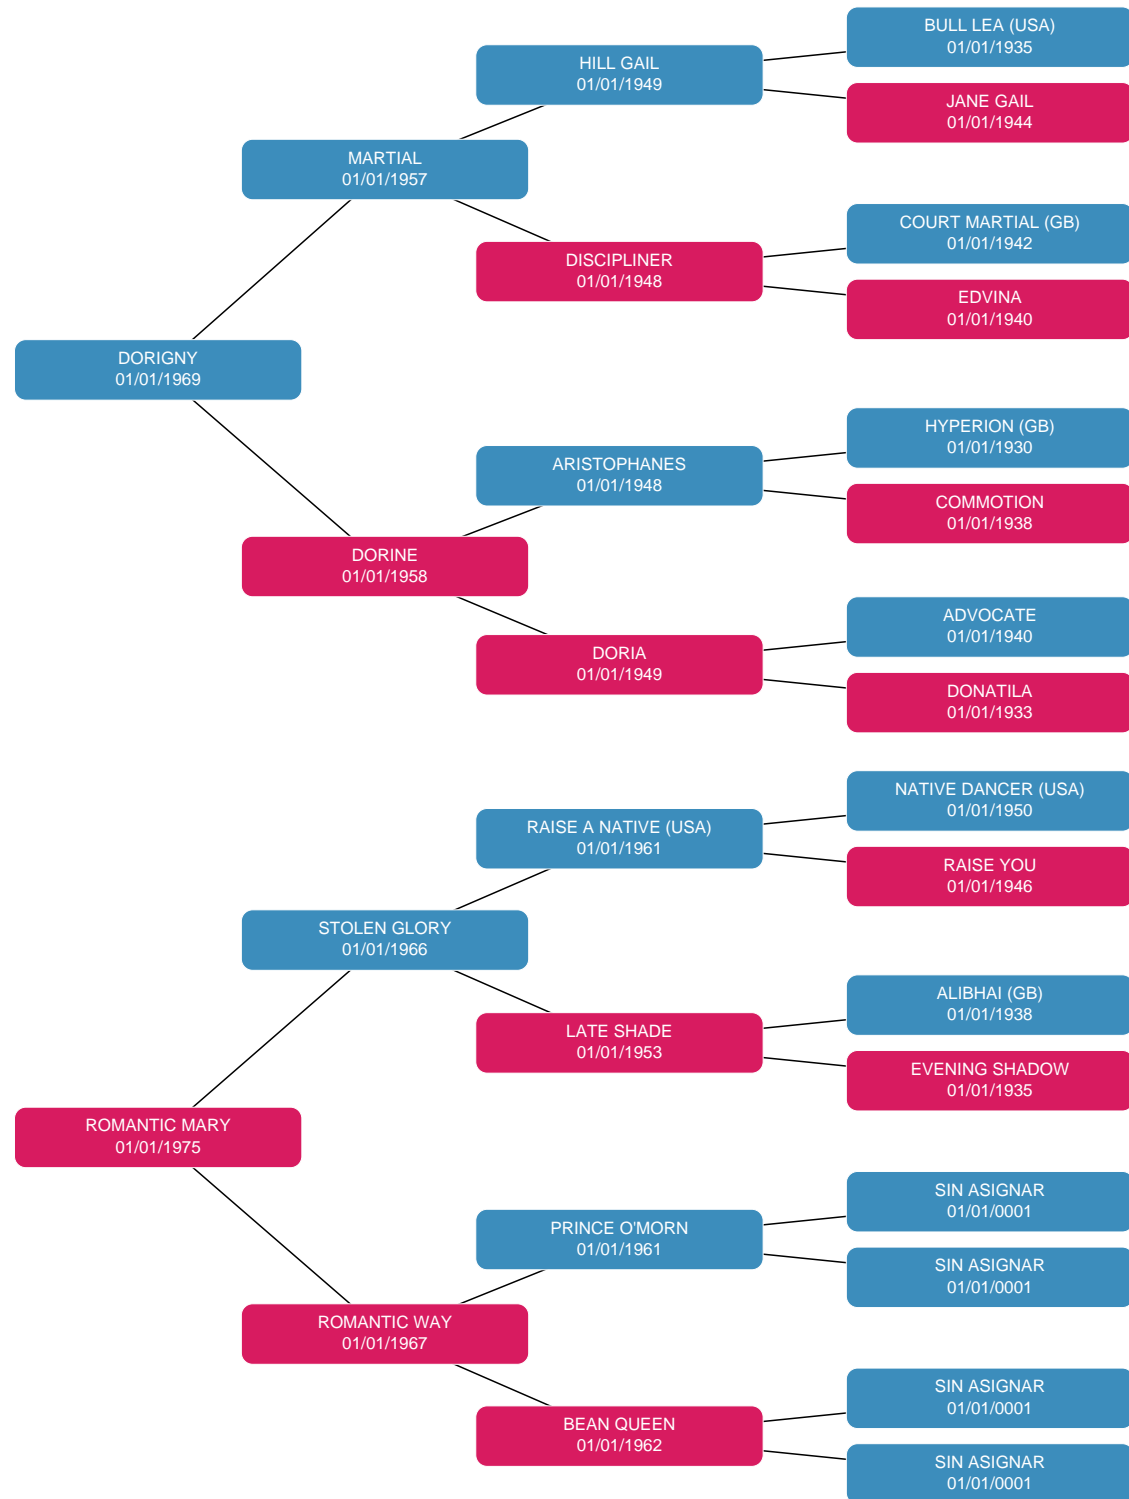 BULL LEA (USA)
01/01/1935
HILL GAIL
01/01/1949
JANE GAIL
01/01/1944
MARTIAL
01/01/1957
COURT MARTIAL (GB)
01/01/1942
DISCIPLINER
01/01/1948
EDVINA
01/01/1940
DORIGNY
01/01/1969
HYPERION (GB)
01/01/1930
ARISTOPHANES
01/01/1948
COMMOTION
01/01/1938
DORINE
01/01/1958
ADVOCATE
01/01/1940
DORIA
01/01/1949
DONATILA
01/01/1933
NATIVE DANCER (USA)
01/01/1950
RAISE A NATIVE (USA)
01/01/1961
RAISE YOU
01/01/1946
STOLEN GLORY
01/01/1966
ALIBHAI (GB)
01/01/1938
LATE SHADE
01/01/1953
EVENING SHADOW
01/01/1935
ROMANTIC MARY
01/01/1975
SIN ASIGNAR
01/01/0001
PRINCE O'MORN
01/01/1961
SIN ASIGNAR
01/01/0001
ROMANTIC WAY
01/01/1967
SIN ASIGNAR
01/01/0001
BEAN QUEEN
01/01/1962
SIN ASIGNAR
01/01/0001